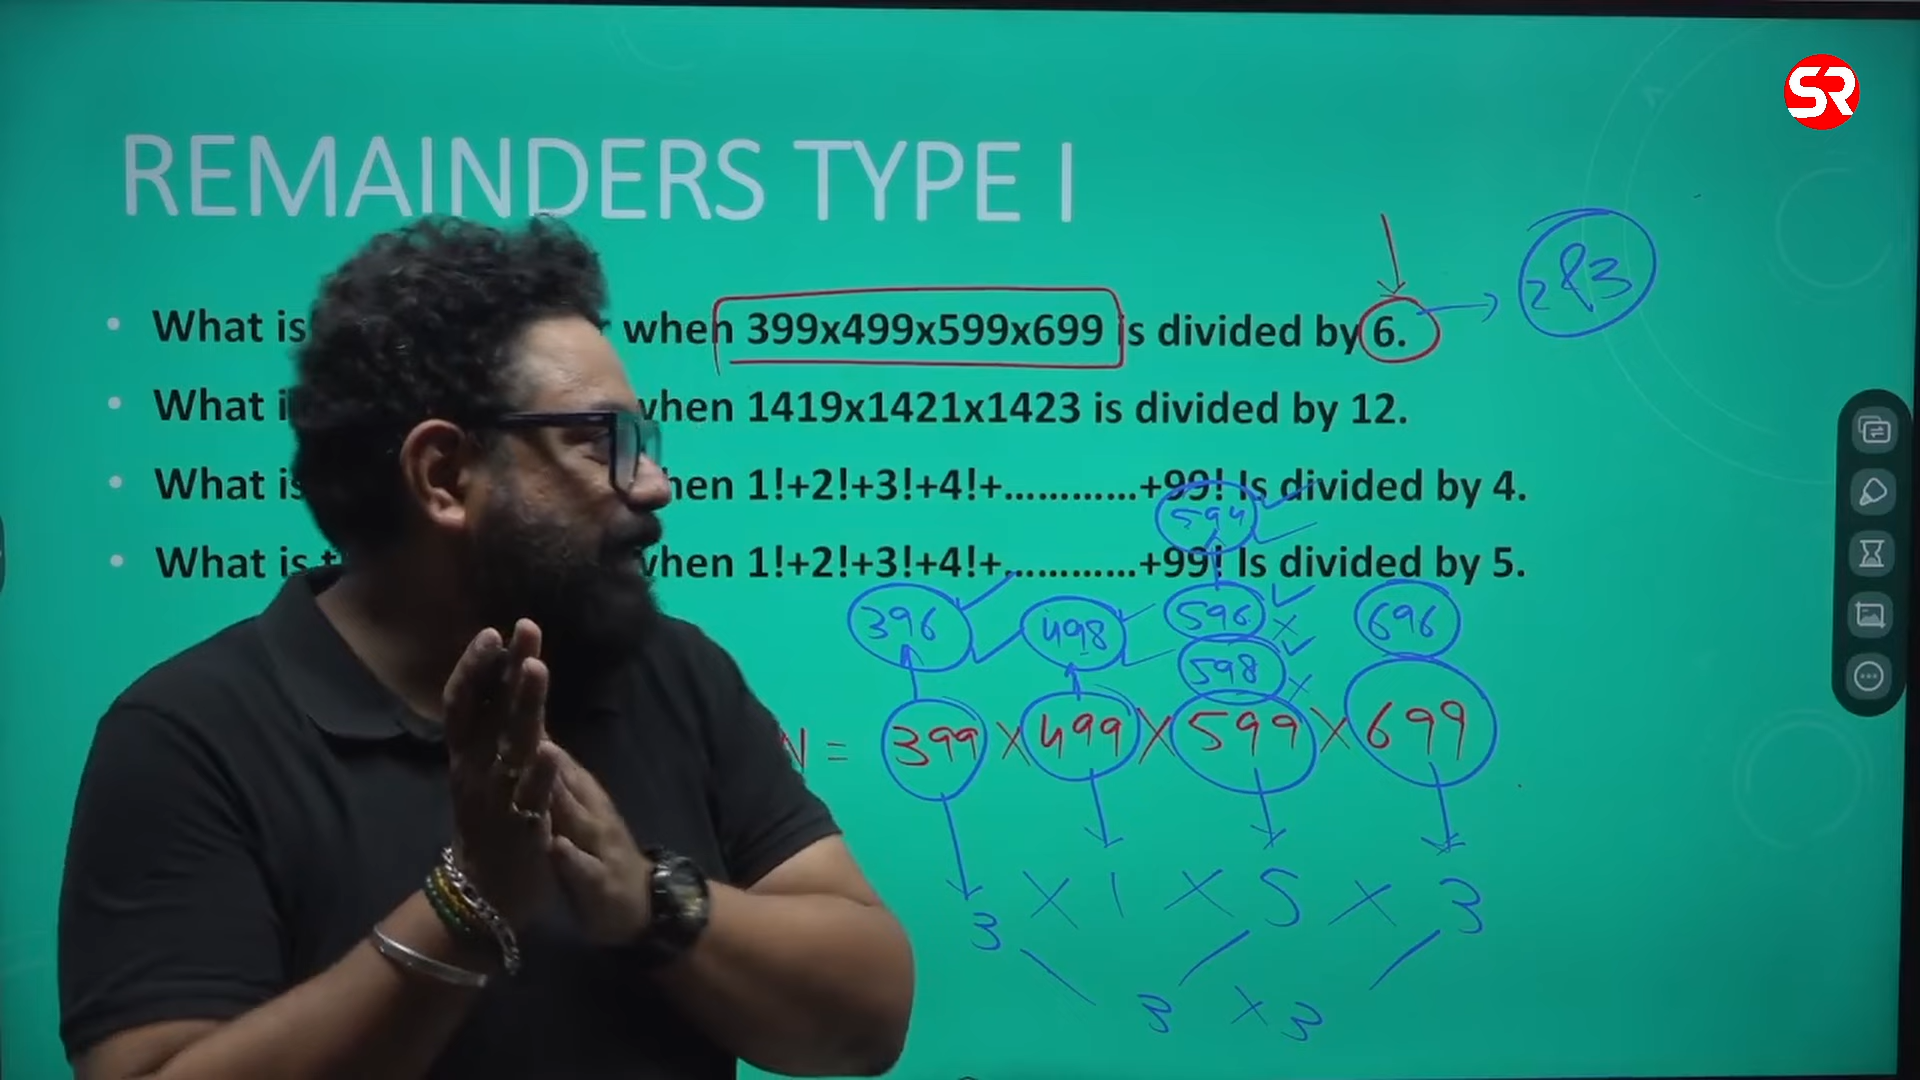 SR
REMAINDERS TYPE I
• What is when 399x499x599x699 is divided by 6.
2 & 3
• What when 1419x1421x1423 is divided by 12.
• What is when 1!+2!+3!+4!+............+99! Is divided by 4.
594
• What is when 1!+2!+3!+4!+............+99! Is divided by 5.
396 498 596 696
598
N = 399 X 499 X 599 X 699
3 X 1 X 5 X 3
3 X 3